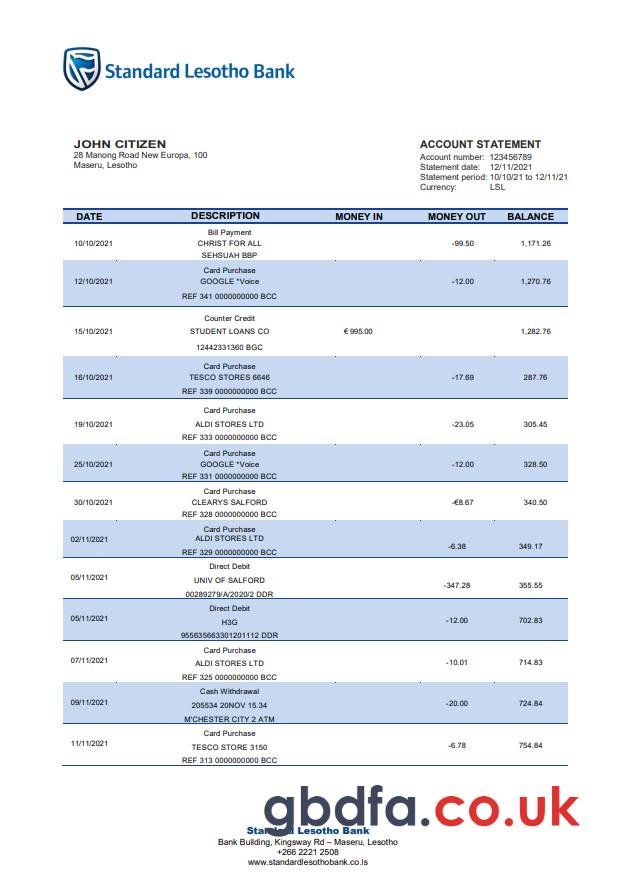 Standard Lesotho Bank
JOHN CITIZEN
28 Manong Road New Europa, 100
Maseru, Lesotho
ACCOUNT STATEMENT
Account number: 123456789
Statement date: 12/11/2021
Statement period: 10/10/21 to 12/11/21
Currency: LSL
DATE DESCRIPTION MONEY IN MONEY OUT BALANCE
Bill Payment
10/10/2021 CHRIST FOR ALL -99.50 1,171.26
SEHSUAH BBP
Card Purchase
12/10/2021 GOOGLE *Voice -12.00 1,270.76
REF 341 0000000000 BCC
Counter Credit
15/10/2021 STUDENT LOANS CO € 995.00 1,282.76
12442331360 BGC
Card Purchase
16/10/2021 TESCO STORES 6646 -17.69 287.76
REF 339 0000000000 BCC
Card Purchase
19/10/2021 ALDI STORES LTD -23.05 305.45
REF 333 0000000000 BCC
Card Purchase
25/10/2021 GOOGLE *Voice -12.00 328.50
REF 331 0000000000 BCC
Card Purchase
30/10/2021 CLEARYS SALFORD -€8.67 340.50
REF 328 0000000000 BCC
Card Purchase
02/11/2021 ALDI STORES LTD -6.38 349.17
REF 329 0000000000 BCC
Direct Debit
05/11/2021 UNIV OF SALFORD -347.28 355.55
00289279/A/2020/2 DDR
Direct Debit
05/11/2021 H3G -12.00 702.83
955635663301201112 DDR
Card Purchase
07/11/2021 ALDI STORES LTD -10.01 714.83
REF 325 0000000000 BCC
Cash Withdrawal
09/11/2021 205534 20NOV 15.34 -20.00 724.84
M'CHESTER CITY 2 ATM
Card Purchase
11/11/2021 TESCO STORE 3150 -6.78 754.84
REF 313 0000000000 BCC
gbdfa.co.uk
Standard Lesotho Bank
Bank Building, Kingsway Rd – Maseru, Lesotho
+266 2221 2508
www.standardlesothobank.co.ls